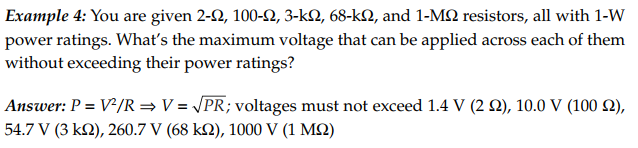 Example 4: You are given 2-Ω, 100-Ω, 3-kΩ, 68-kΩ, and 1-MΩ resistors, all with 1-W
power ratings. What's the maximum voltage that can be applied across each of them
without exceeding their power ratings?
Answer: P = V²/R ⇒ V = √PR; voltages must not exceed 1.4 V (2 Ω), 10.0 V (100 Ω),
54.7 V (3 kΩ), 260.7 V (68 kΩ), 1000 V (1 MΩ)